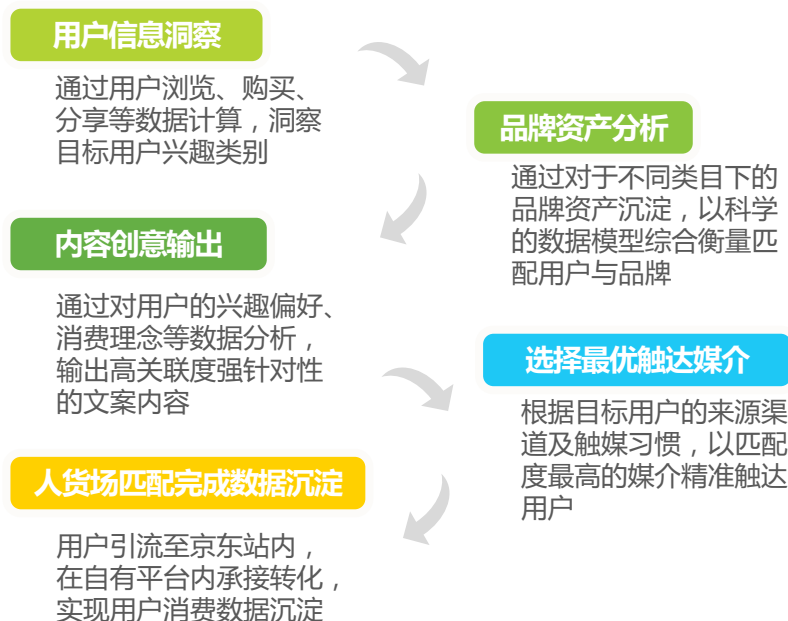 用户信息洞察
通过用户浏览、购买、
分享等数据计算，洞察
目标用户兴趣类别
品牌资产分析
通过对于不同类目下的
品牌资产沉淀，以科学
的数据模型综合衡量匹
配用户与品牌
内容创意输出
通过对用户的兴趣偏好、
消费理念等数据分析，
输出高关联度强针对性
的文案内容
选择最优触达媒介
根据目标用户的来源渠
道及触媒习惯，以匹配
度最高的媒介精准触达
用户
人货场匹配完成数据沉淀
用户引流至京东站内，
在自有平台内承接转化，
实现用户消费数据沉淀